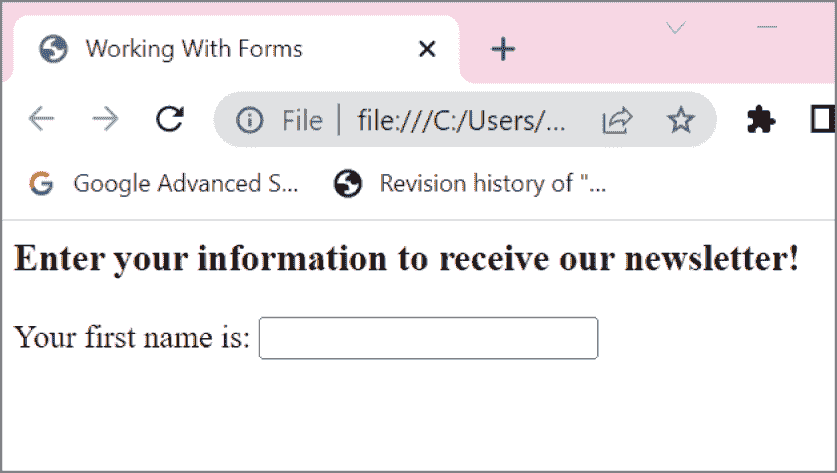 Working With Forms
File | file:///C:/Users/...
Google Advanced S... Revision history of "...
Enter your information to receive our newsletter!
Your first name is: